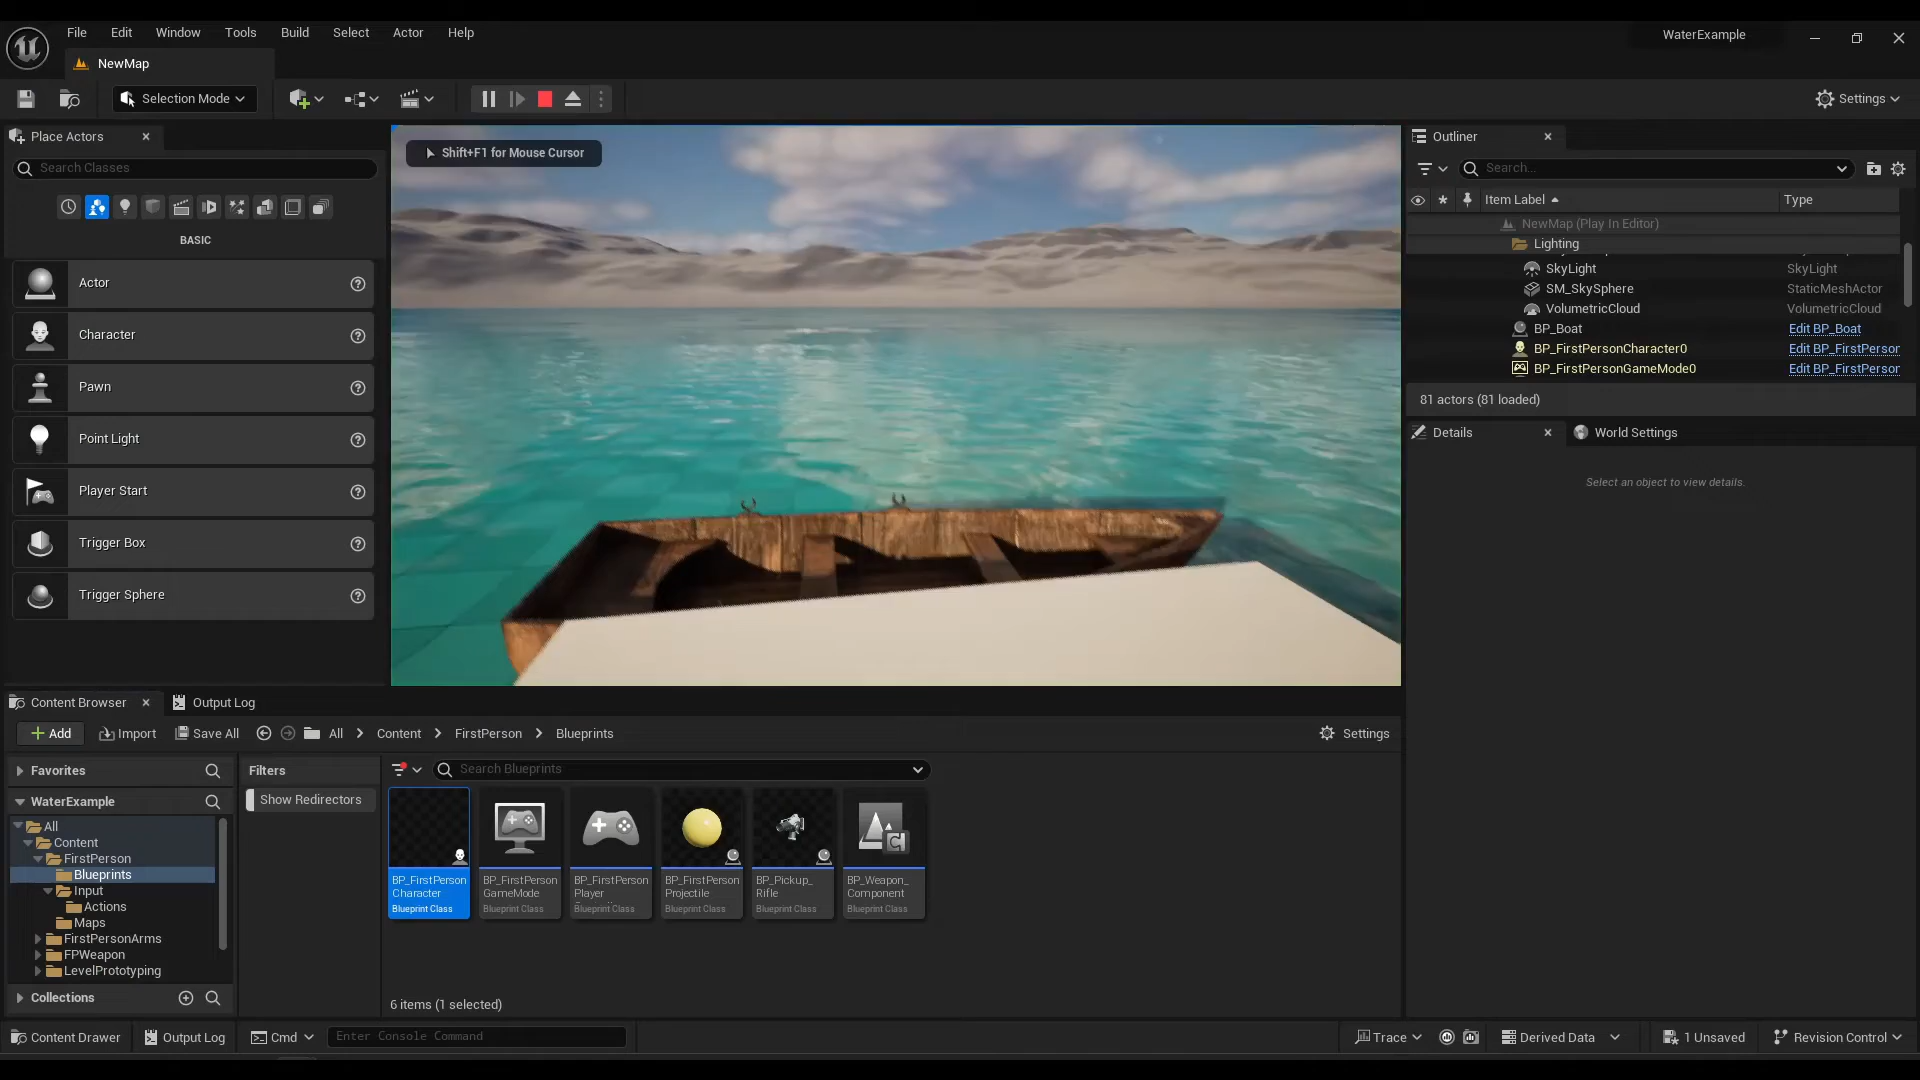 File Edit Window Tools Build Select Actor Help
WaterExample
NewMap
Selection Mode
Settings
Place Actors
Shift+F1 for Mouse Cursor
Outliner
Search Classes
Search...
Item Label Type
BASIC
NewMap (Play In Editor)
Lighting
SkyLight SkyLight
SM_SkySphere StaticMeshActor
VolumetricCloud VolumetricCloud
BP_Boat Edit BP_Boat
BP_FirstPersonCharacter0 Edit BP_FirstPersor
BP_FirstPersonGameMode0 Edit BP_FirstPersor
81 actors (81 loaded)
Actor
Character
Pawn
Point Light
Player Start
Trigger Box
Trigger Sphere
Details World Settings
Select an object to view details.
Content Browser Output Log
Add Import Save All All Content FirstPerson Blueprints Settings
Favorites
Filters
Search Blueprints
WaterExample
Show Redirectors
All
Content
FirstPerson
Blueprints
Input
Actions
Maps
FirstPersonArms
FPWeapon
LevelPrototyping
Collections
BP_FirstPerson
Character
Blueprint Class
BP_FirstPerson
GameMode
Blueprint Class
BP_FirstPerson
Player
Blueprint Class
BP_FirstPerson
Projectile
Blueprint Class
BP_Pickup_
Rifle
Blueprint Class
BP_Weapon_
Component
Blueprint Class
6 items (1 selected)
Content Drawer Output Log Cmd Enter Console Command Trace Derived Data 1 Unsaved Revision Control